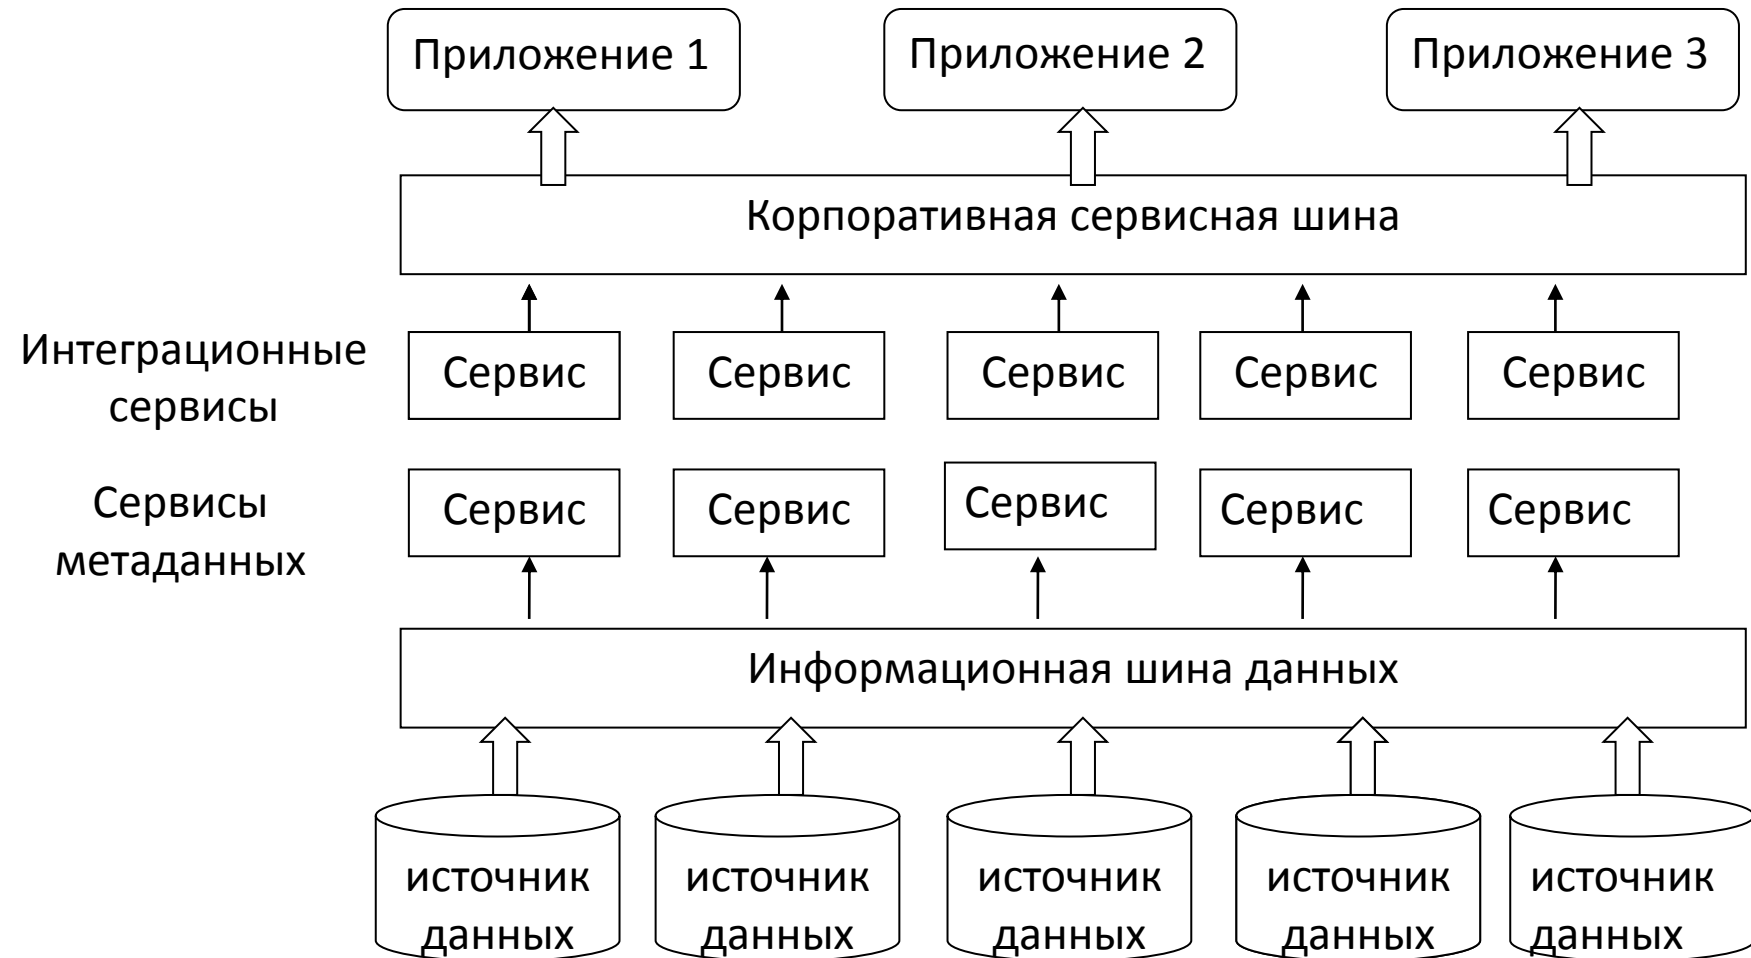 Приложение 1
Приложение 2
Приложение 3
Корпоративная сервисная шина
Интеграционные
сервисы
Сервис
Сервис
Сервис
Сервис
Сервис
Сервисы
метаданных
Сервис
Сервис
Сервис
Сервис
Сервис
Информационная шина данных
источник
данных
источник
данных
источник
данных
источник
данных
источник
данных